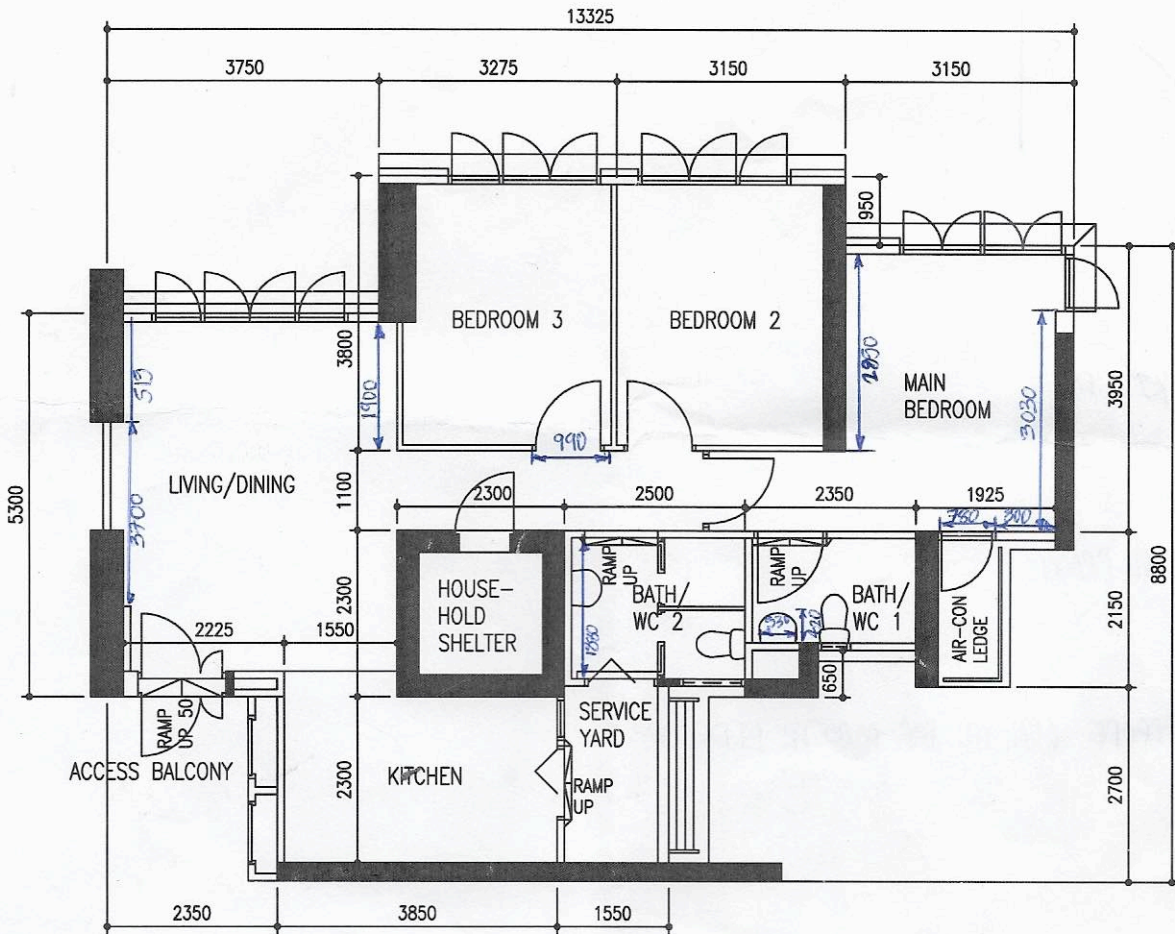 13325
3750
3275
3150
3150
950
BEDROOM 3
BEDROOM 2
MAIN
BEDROOM
3800
1900
513
3700
5300
990
3030
3950
8800
LIVING/DINING
1100
2300
2500
2350
1925
780
300
HOUSE-
HOLD
SHELTER
RAMP
UP
BATH/
WC 2
RAMP
UP
BATH/
WC 1
AIR-CON
LEDGE
2300
2150
2225
1550
650
RAMP
UP 50
ACCESS BALCONY
KITCHEN
SERVICE
YARD
RAMP
UP
2300
2700
2350
3850
1550